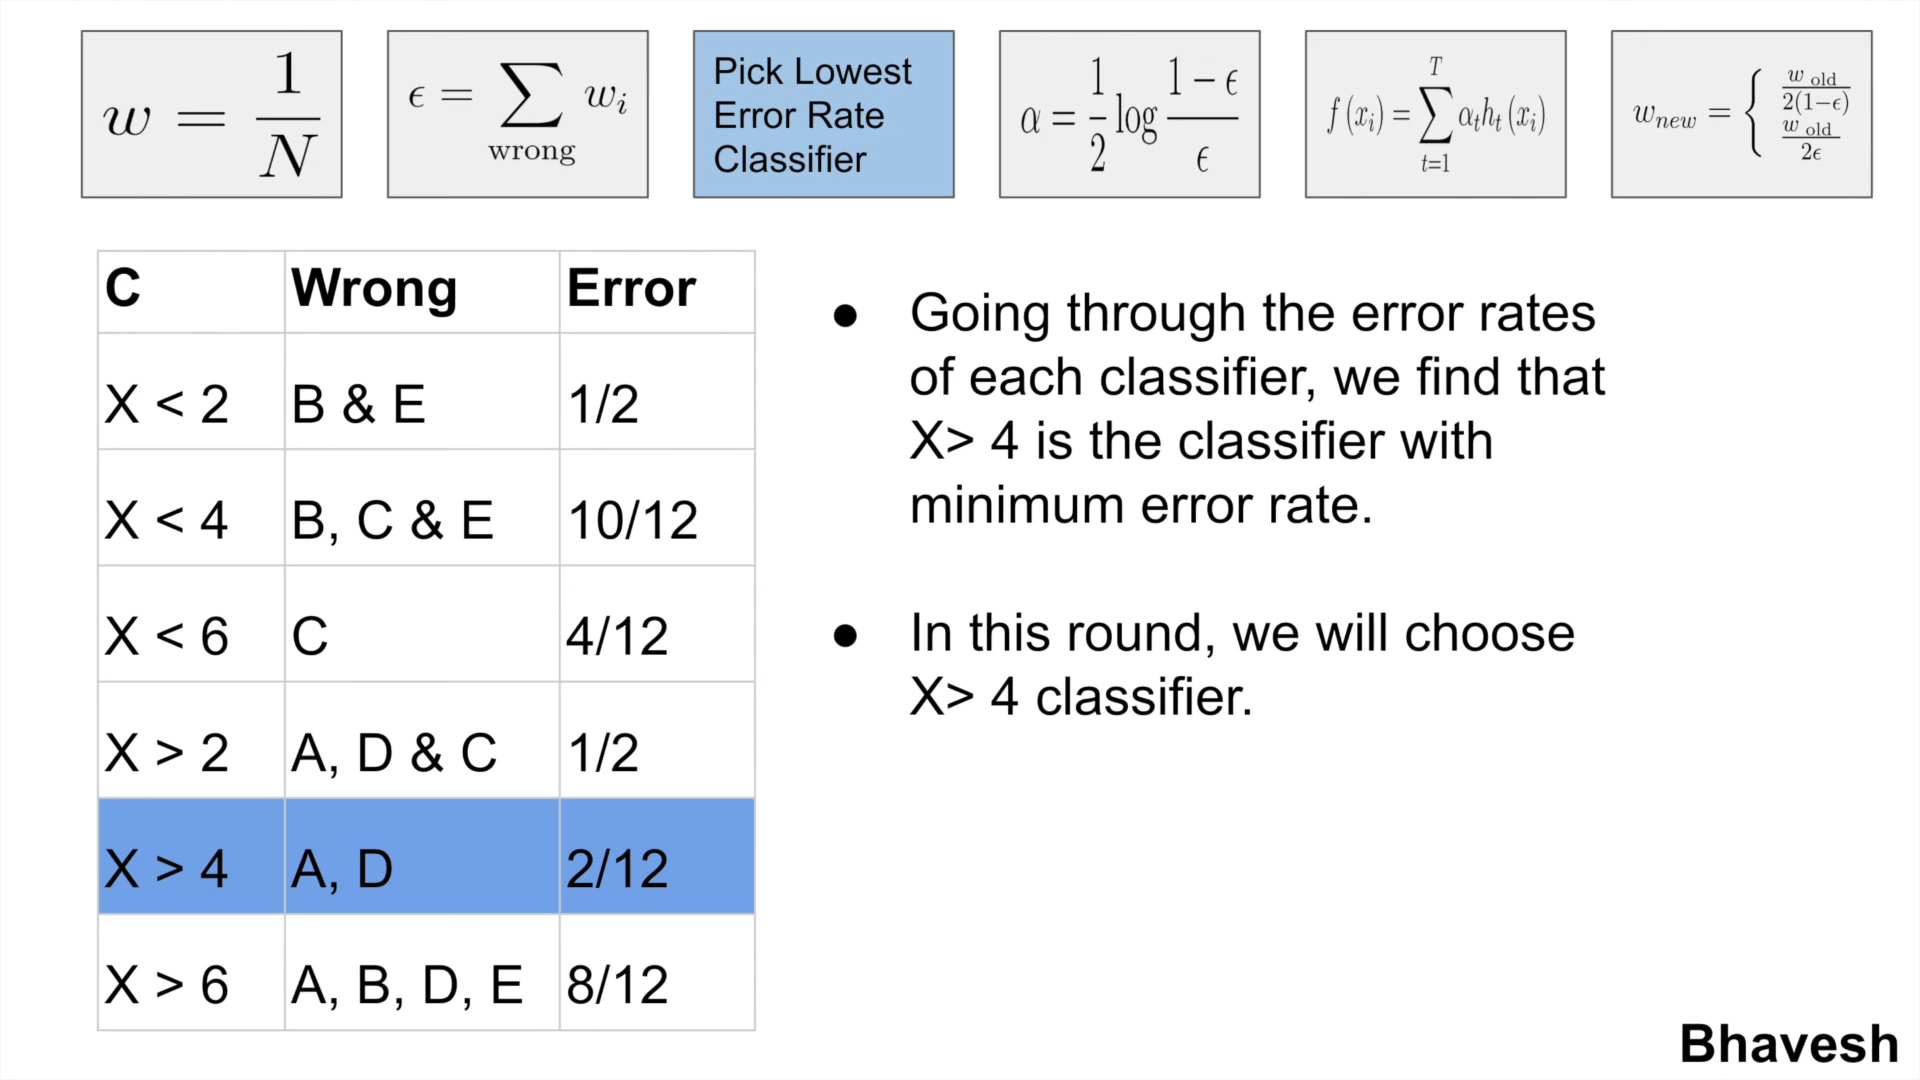 w = 1/N
ϵ = ∑ wrong w_i
Pick Lowest
Error Rate
Classifier
α = 1/2 log (1 − ϵ)/ϵ
f(x_i) = ∑_{t=1}^{T} α_t h_t(x_i)
w_new = { w old / 2(1−ϵ)
w old / 2ϵ
C Wrong Error
X < 2 B & E 1/2
X < 4 B, C & E 10/12
X < 6 C 4/12
X > 2 A, D & C 1/2
X > 4 A, D 2/12
X > 6 A, B, D, E 8/12
● Going through the error rates
of each classifier, we find that
X> 4 is the classifier with
minimum error rate.
● In this round, we will choose
X> 4 classifier.
Bhavesh